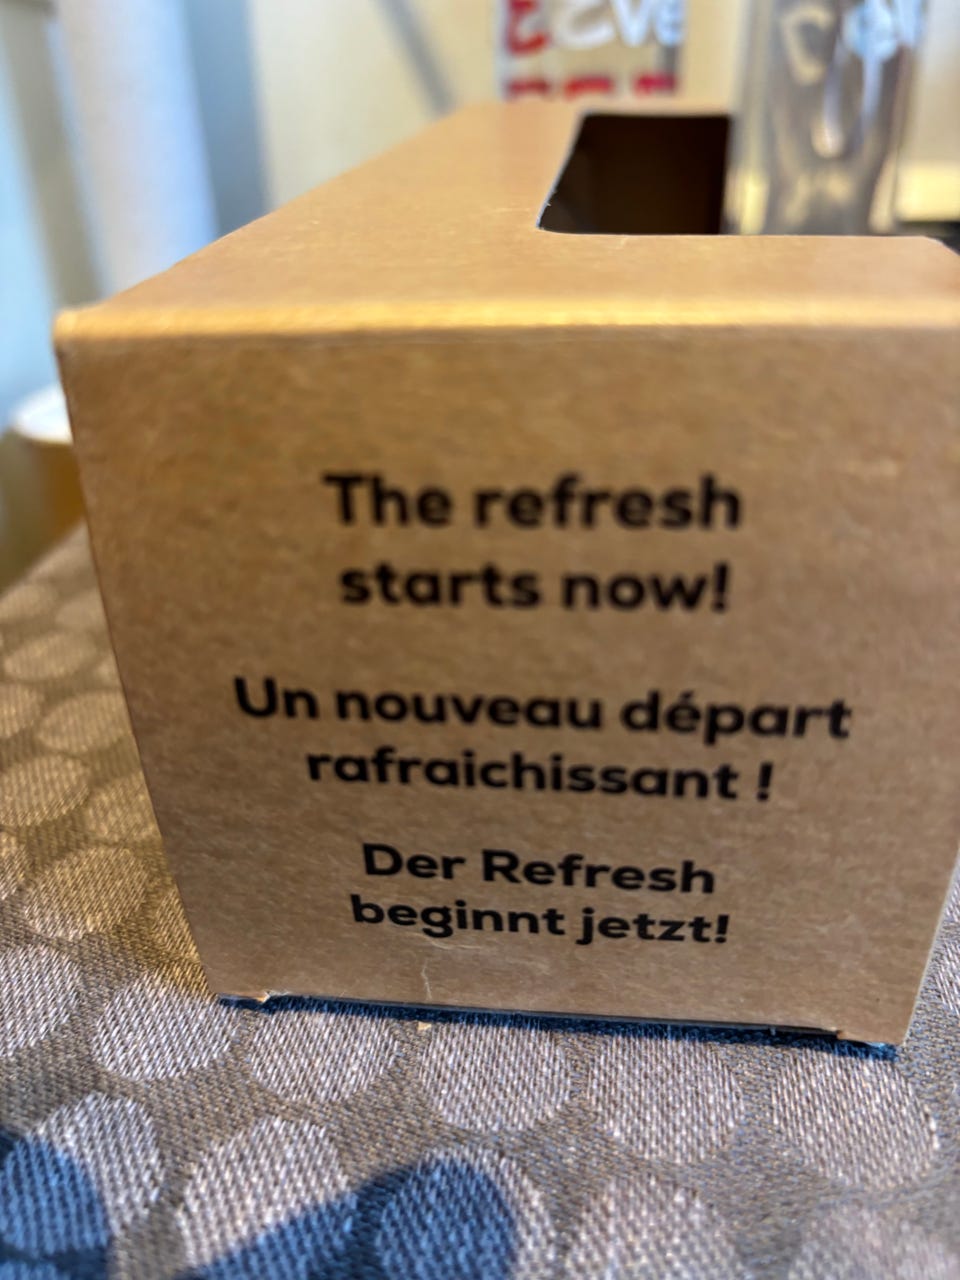 The refresh
starts now!
Un nouveau départ
rafraichissant !
Der Refresh
beginnt jetzt!